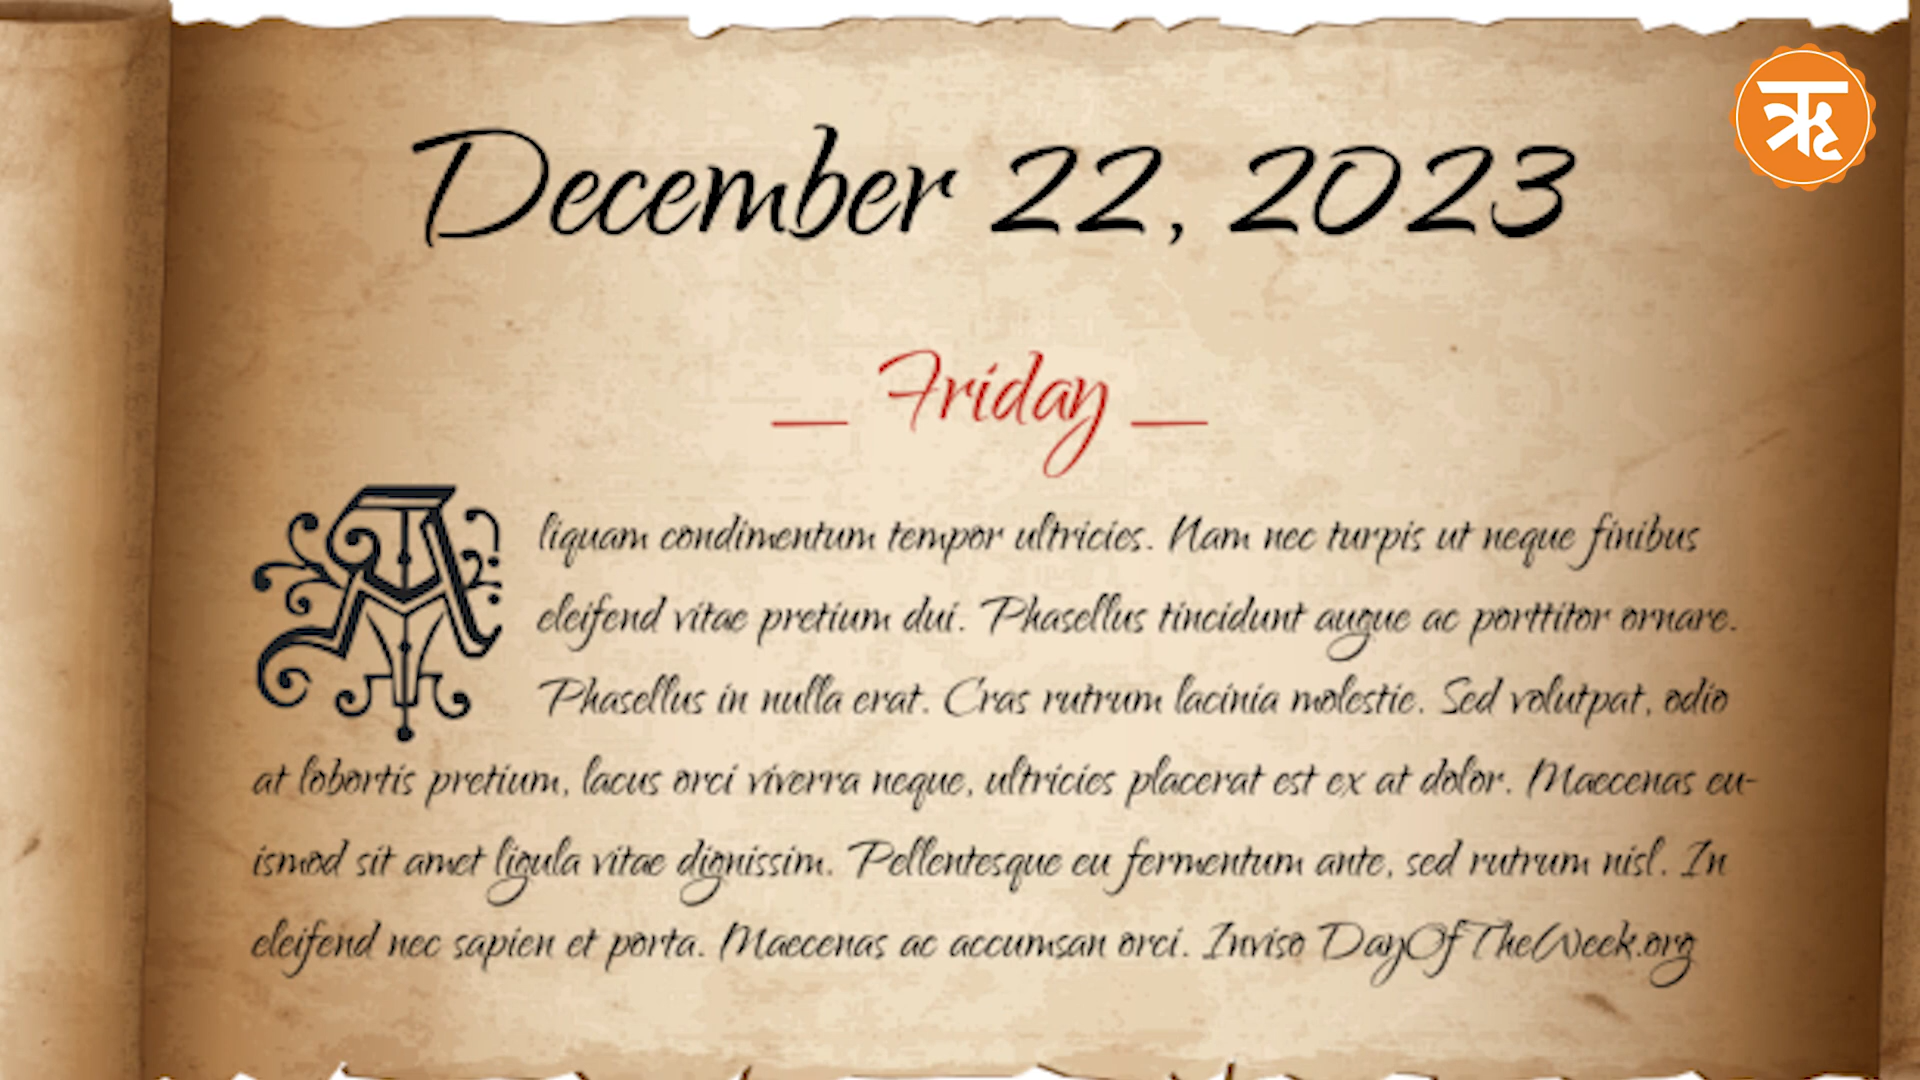 ऋ
December 22, 2023
— Friday —
Aliquam condimentum tempor ultricies. Nam nec turpis ut neque finibus
eleifend vitae pretium dui. Phasellus tincidunt augue ac porttitor ornare.
Phasellus in nulla erat. Cras rutrum lacinia molestie. Sed volutpat, odio
at lobortis pretium, lacus orci viverra neque, ultricies placerat est ex at dolor. Maecenas eu-
ismod sit amet ligula vitae dignissim. Pellentesque eu fermentum ante, sed rutrum nisl. In
eleifend nec sapien et porta. Maecenas ac accumsan orci. Inviso DayOfTheWeek.org